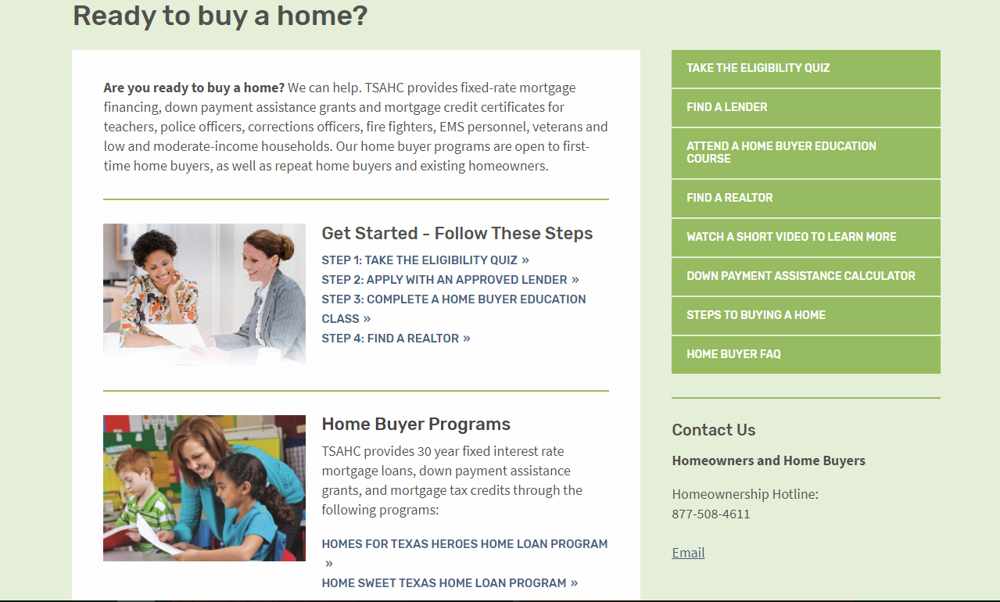 Ready to buy a home?
Are you ready to buy a home? We can help. TSAHC provides fixed-rate mortgage
financing, down payment assistance grants and mortgage credit certificates for
teachers, police officers, corrections officers, fire fighters, EMS personnel, veterans and
low and moderate-income households. Our home buyer programs are open to first-
time home buyers, as well as repeat home buyers and existing homeowners.
Get Started - Follow These Steps
STEP 1: TAKE THE ELIGIBILITY QUIZ »
STEP 2: APPLY WITH AN APPROVED LENDER »
STEP 3: COMPLETE A HOME BUYER EDUCATION
CLASS »
STEP 4: FIND A REALTOR »
Home Buyer Programs
TSAHC provides 30 year fixed interest rate
mortgage loans, down payment assistance
grants, and mortgage tax credits through the
following programs:
HOMES FOR TEXAS HEROES HOME LOAN PROGRAM
»
HOME SWEET TEXAS HOME LOAN PROGRAM »
TAKE THE ELIGIBILITY QUIZ
FIND A LENDER
ATTEND A HOME BUYER EDUCATION
COURSE
FIND A REALTOR
WATCH A SHORT VIDEO TO LEARN MORE
DOWN PAYMENT ASSISTANCE CALCULATOR
STEPS TO BUYING A HOME
HOME BUYER FAQ
Contact Us
Homeowners and Home Buyers
Homeownership Hotline:
877-508-4611
Email